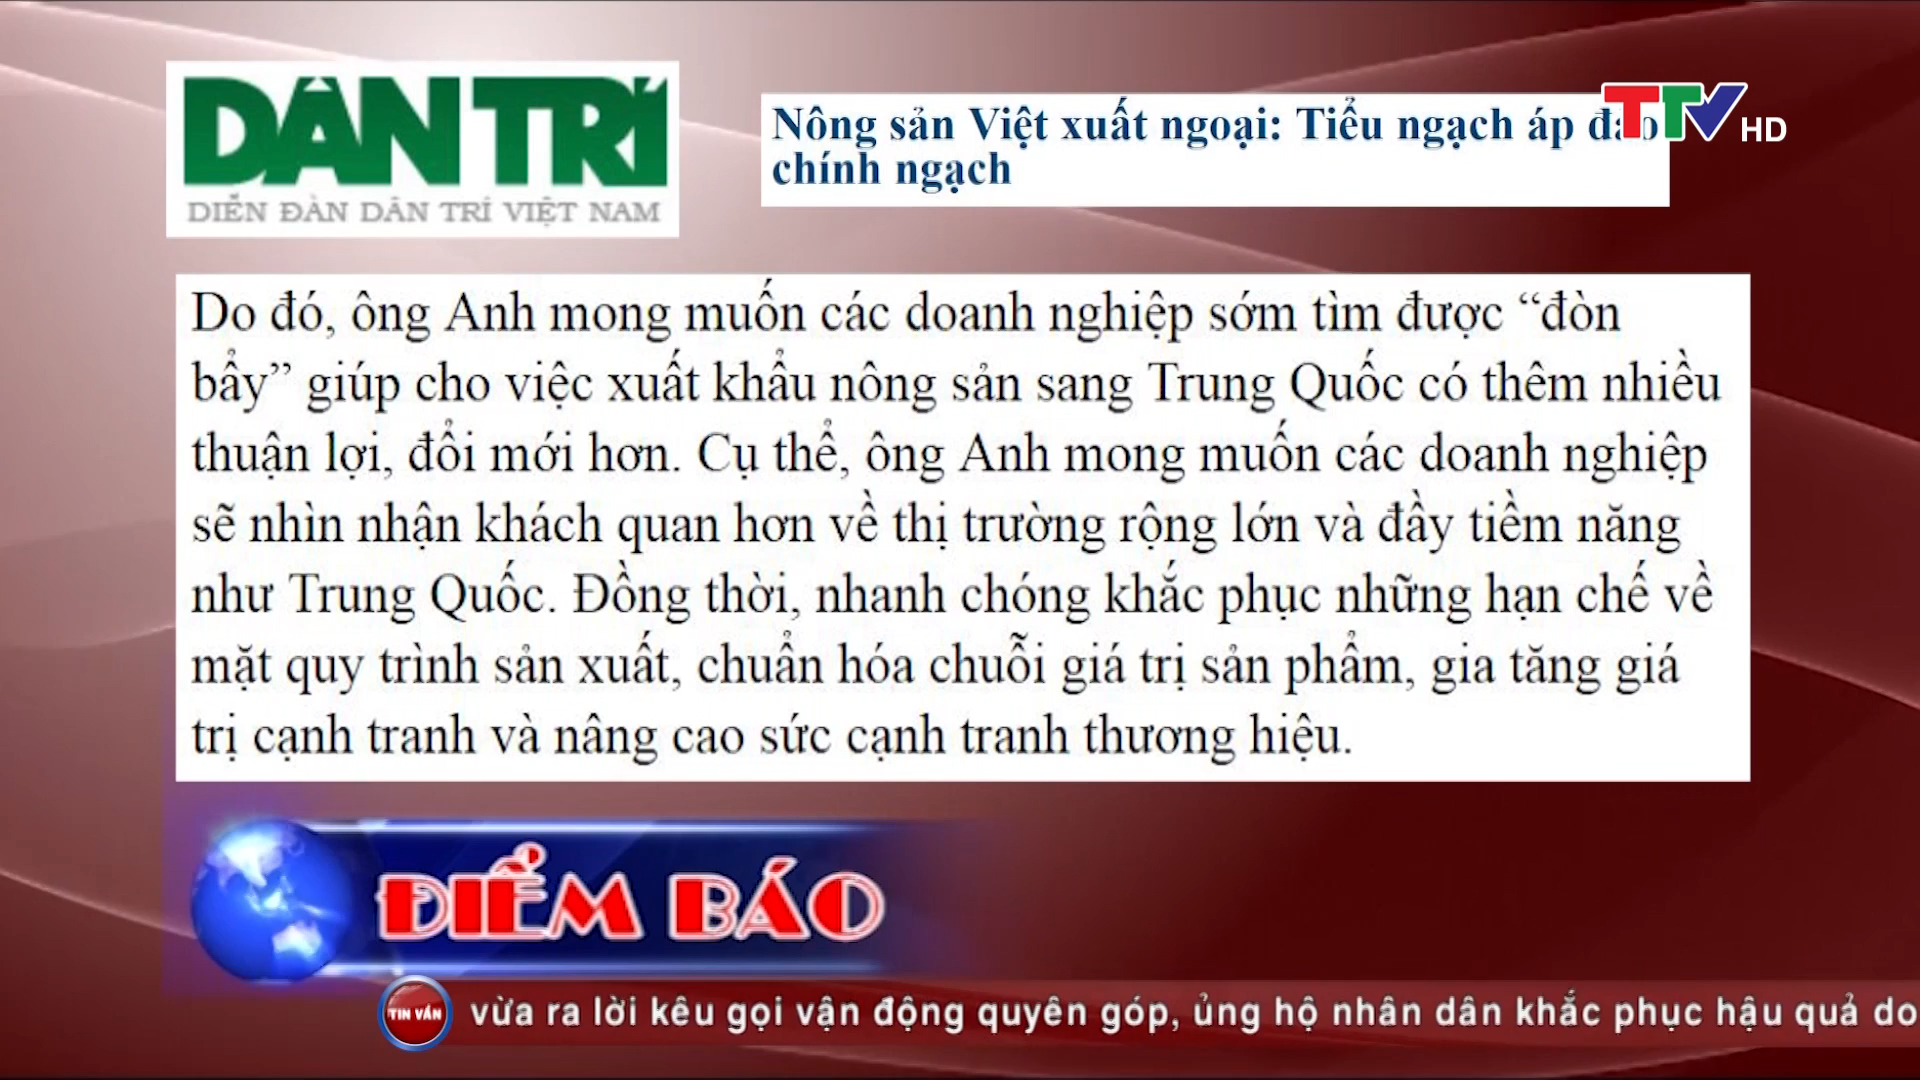 DÂN TRÍ
DIỄN ĐÀN DÂN TRÍ VIỆT NAM
Nông sản Việt xuất ngoại: Tiểu ngạch áp đảo
chính ngạch
TTV HD
Do đó, ông Anh mong muốn các doanh nghiệp sớm tìm được “đòn
bẩy” giúp cho việc xuất khẩu nông sản sang Trung Quốc có thêm nhiều
thuận lợi, đổi mới hơn. Cụ thể, ông Anh mong muốn các doanh nghiệp
sẽ nhìn nhận khách quan hơn về thị trường rộng lớn và đầy tiềm năng
như Trung Quốc. Đồng thời, nhanh chóng khắc phục những hạn chế về
mặt quy trình sản xuất, chuẩn hóa chuỗi giá trị sản phẩm, gia tăng giá
trị cạnh tranh và nâng cao sức cạnh tranh thương hiệu.
ĐIỂM BÁO
TIN VẮN
vừa ra lời kêu gọi vận động quyên góp, ủng hộ nhân dân khắc phục hậu quả do